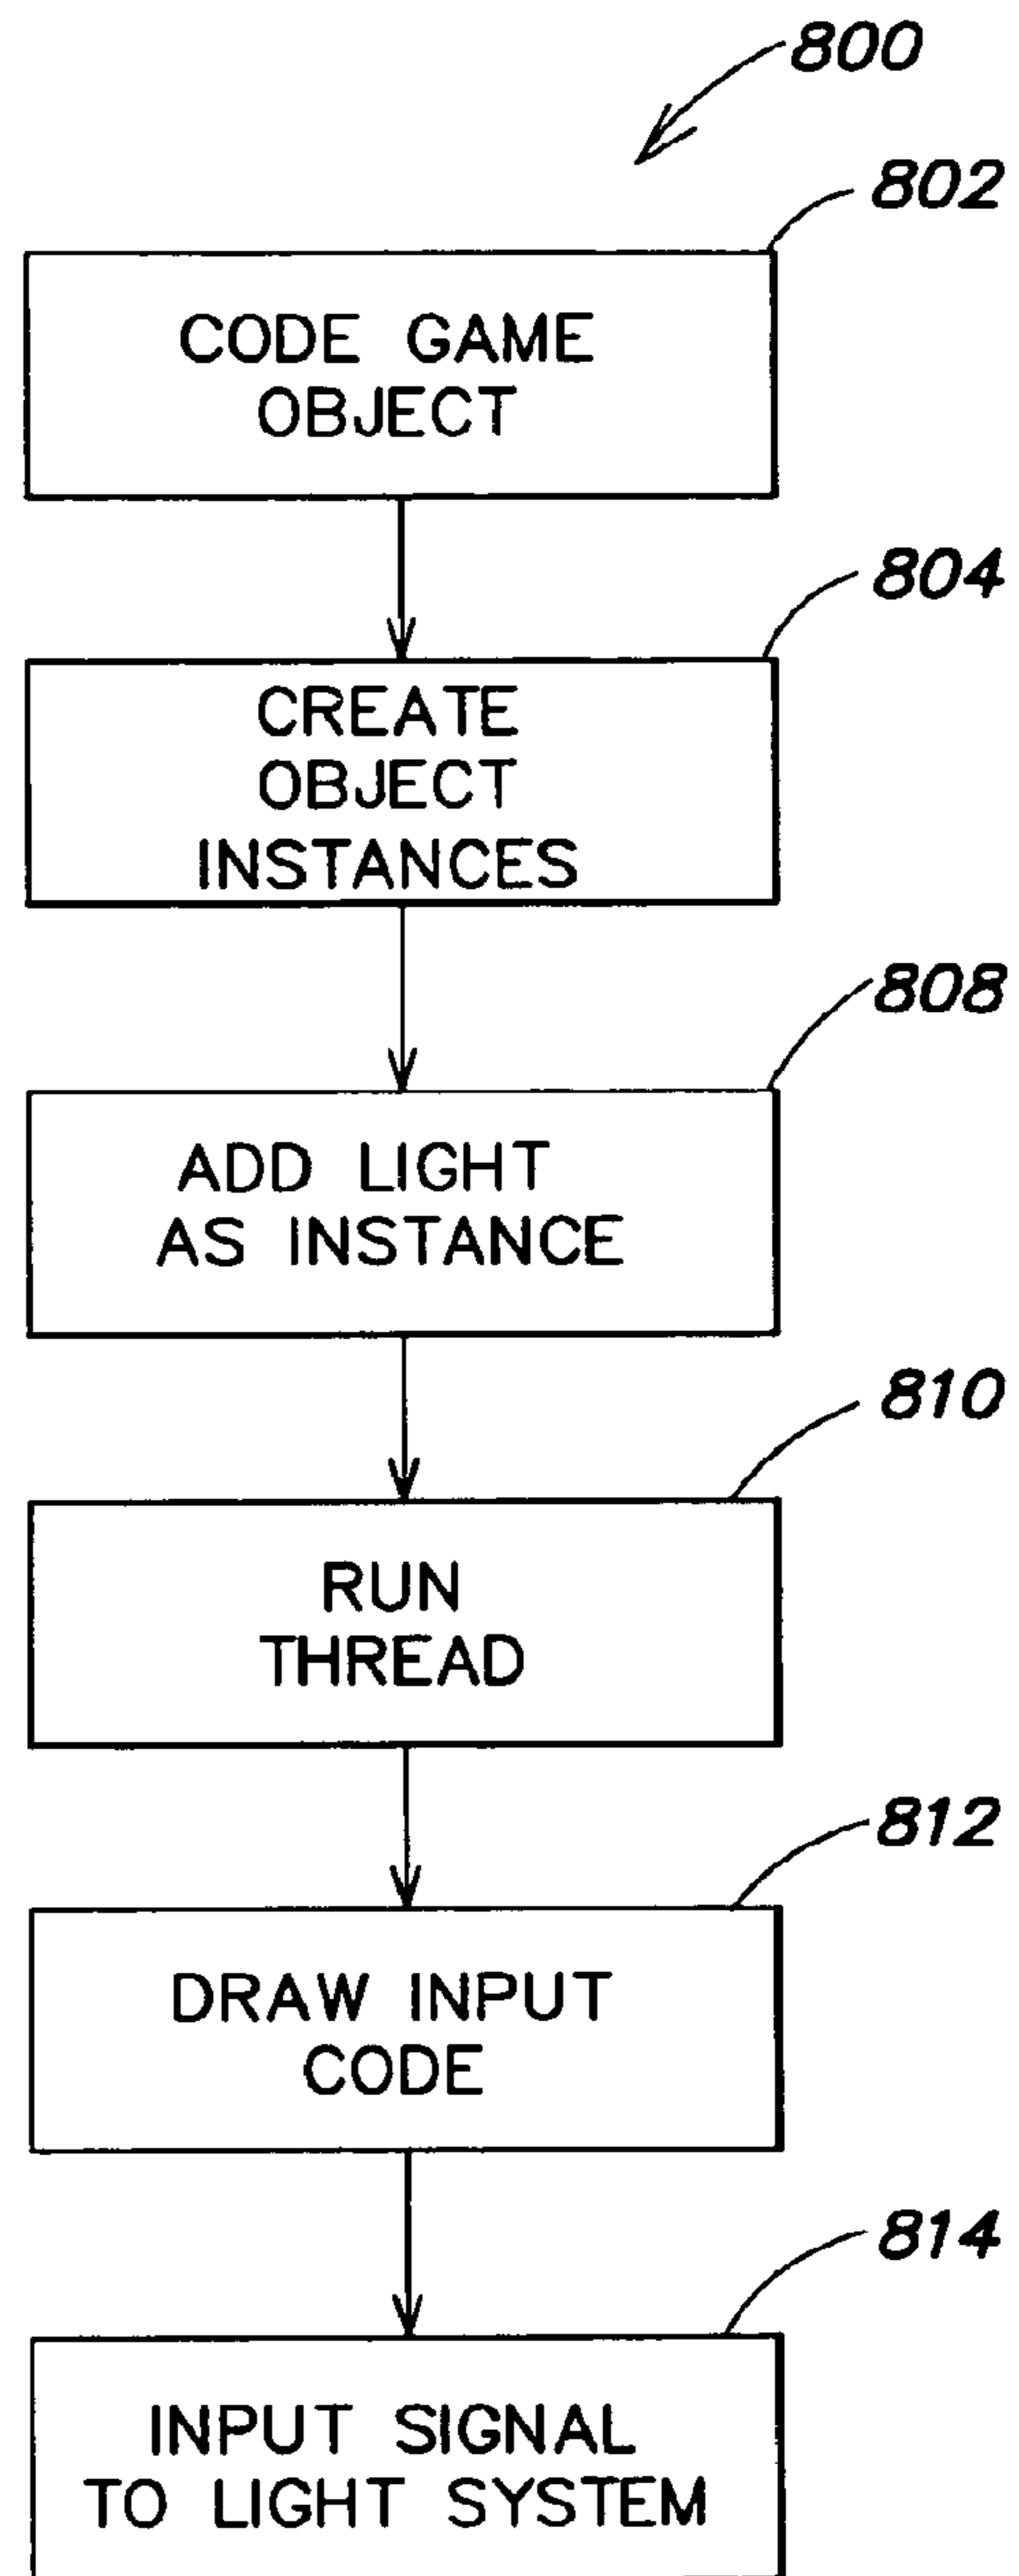 800
802
CODE GAME
OBJECT
804
CREATE
OBJECT
INSTANCES
808
ADD LIGHT
AS INSTANCE
810
RUN
THREAD
812
DRAW INPUT
CODE
814
INPUT SIGNAL
TO LIGHT SYSTEM